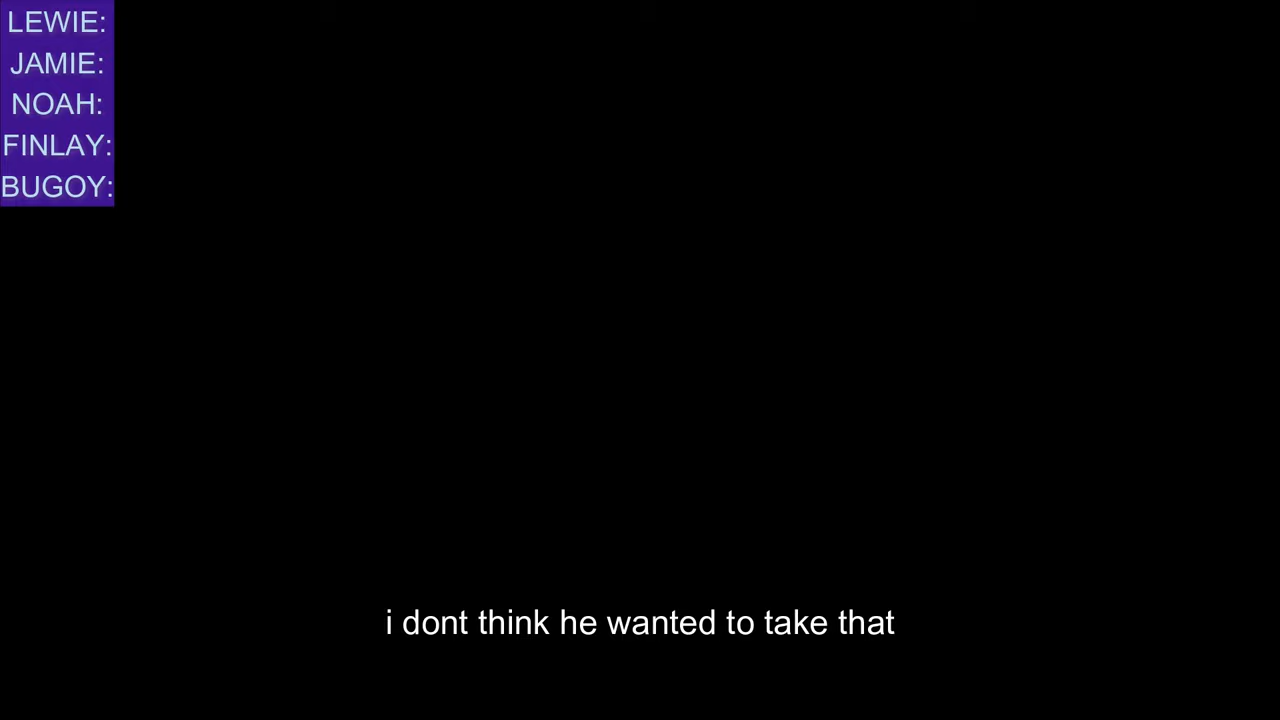 LEWIE:
JAMIE:
NOAH:
FINLAY:
BUGOY:
i dont think he wanted to take that